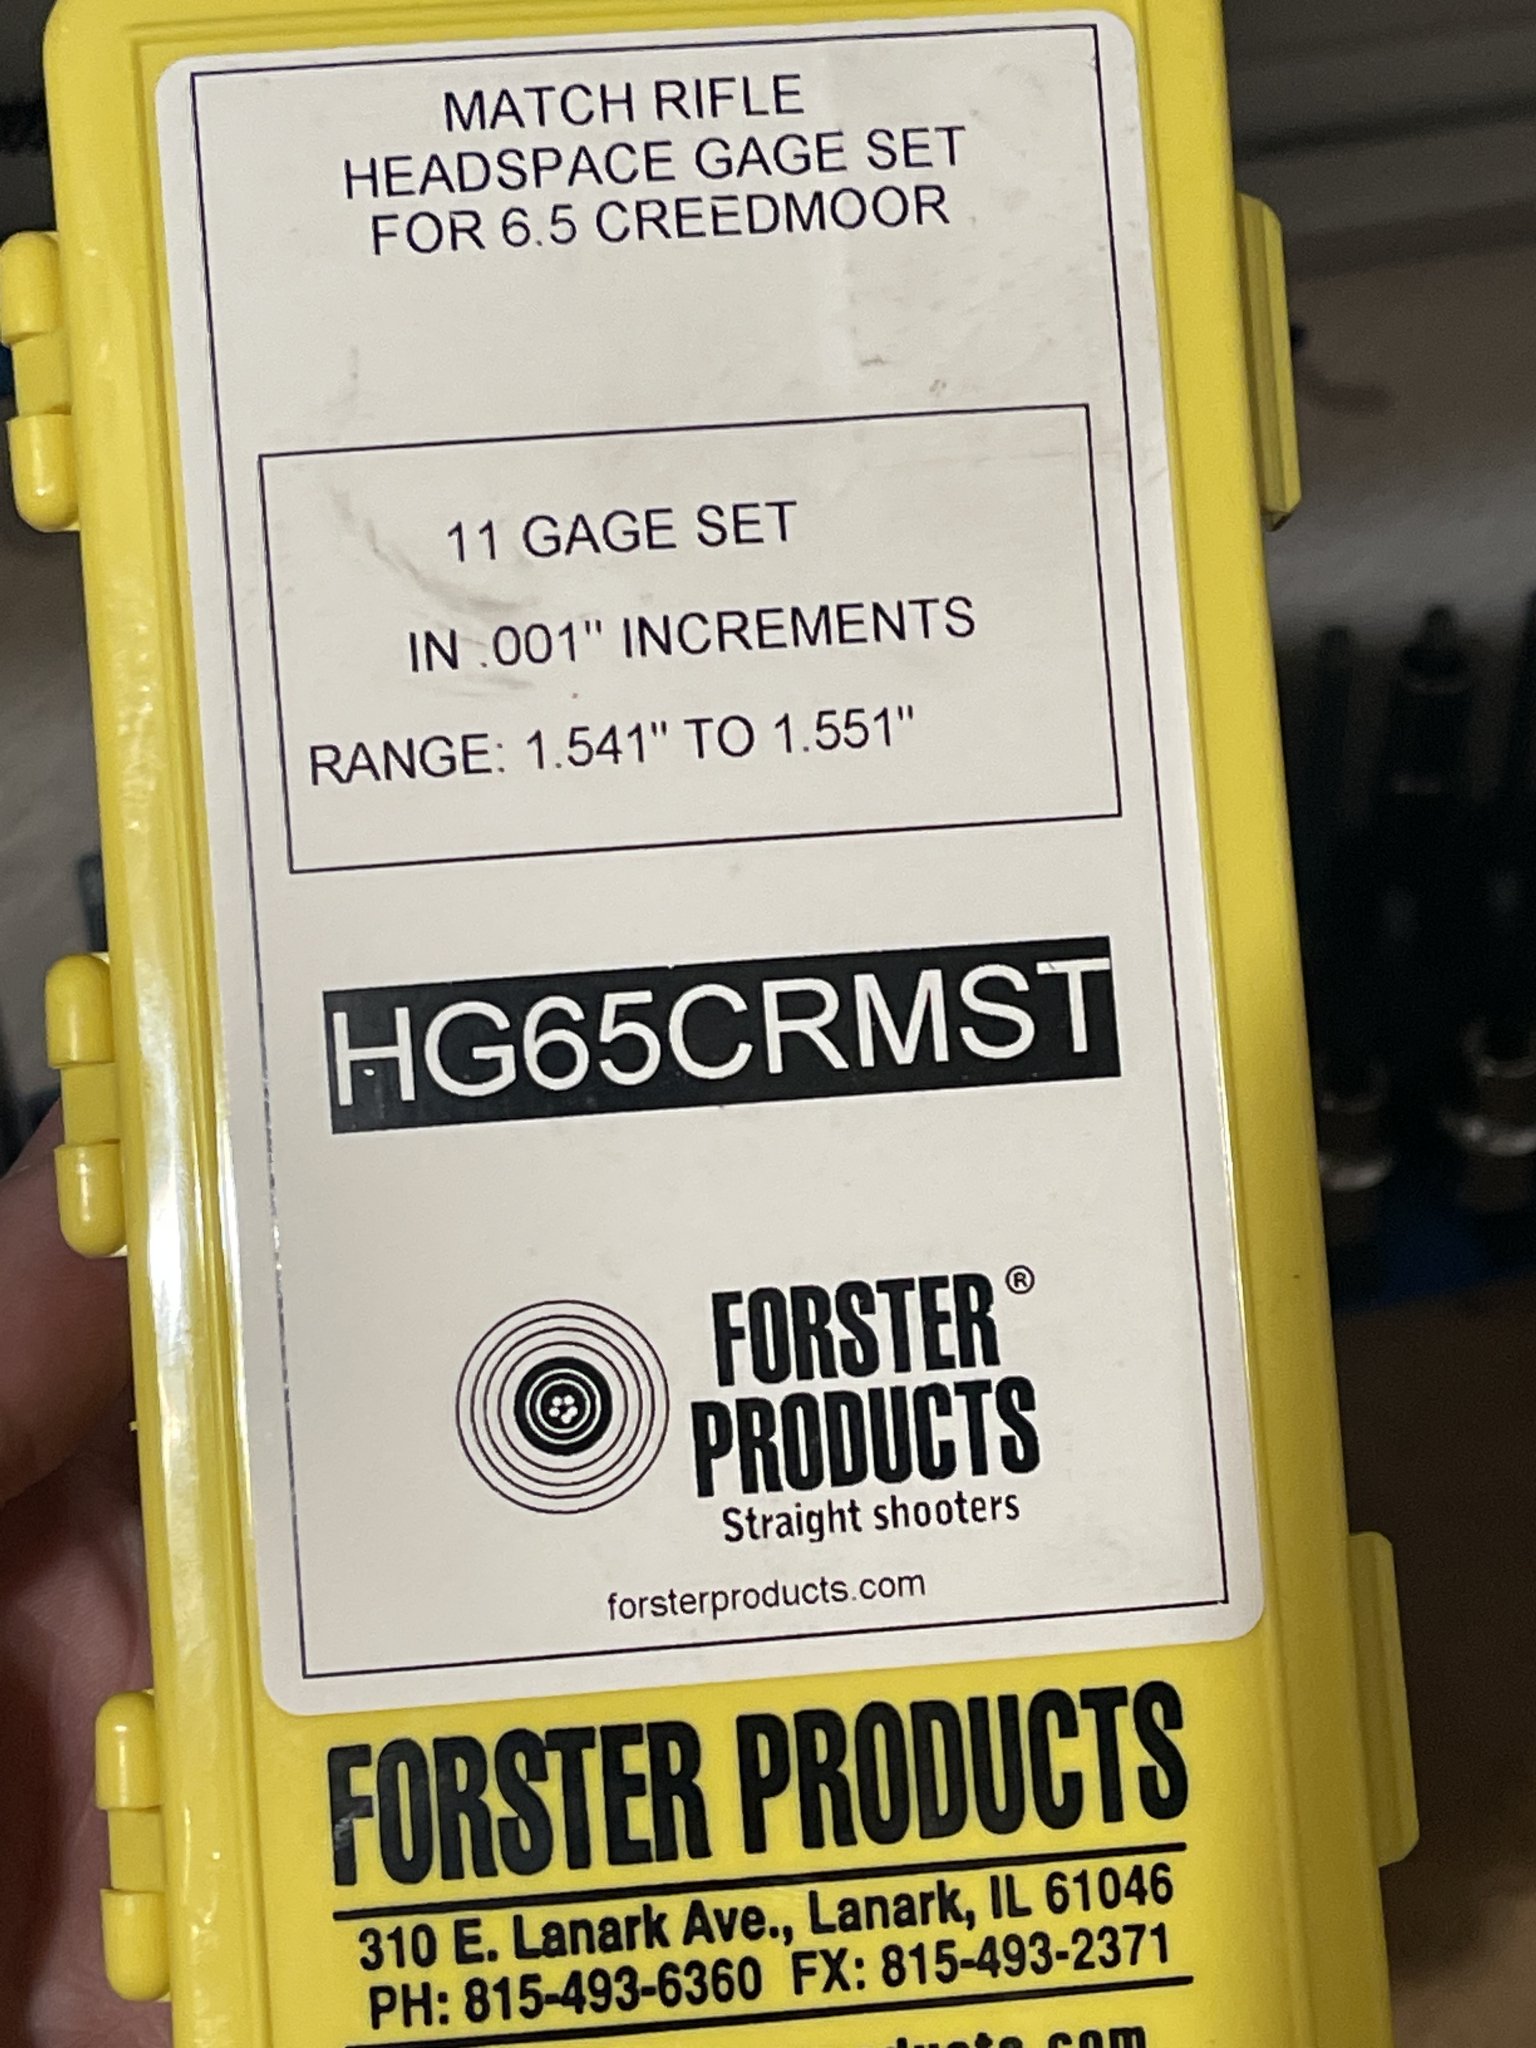 MATCH RIFLE
HEADSPACE GAGE SET
FOR 6.5 CREEDMOOR
11 GAGE SET
IN .001" INCREMENTS
RANGE: 1.541" TO 1.551"
HG65CRMST
FORSTER®
PRODUCTS
Straight shooters
forsterproducts.com
FORSTER PRODUCTS
310 E. Lanark Ave., Lanark, IL 61046
PH: 815-493-6360 FX: 815-493-2371